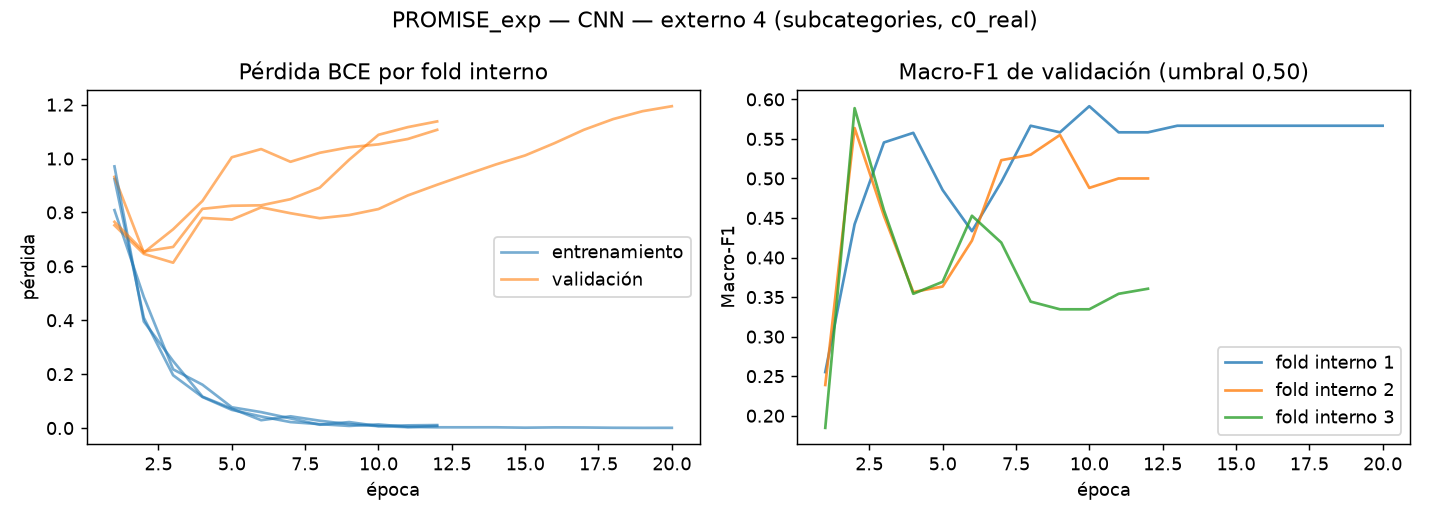 PROMISE_exp — CNN — externo 4 (subcategories, c0_real)
Pérdida BCE por fold interno
pérdida
1.2
1.0
0.8
0.6
0.4
0.2
0.0
entrenamiento
validación
2.5 5.0 7.5 10.0 12.5 15.0 17.5 20.0
época
Macro-F1 de validación (umbral 0,50)
Macro-F1
0.60
0.55
0.50
0.45
0.40
0.35
0.30
0.25
0.20
fold interno 1
fold interno 2
fold interno 3
2.5 5.0 7.5 10.0 12.5 15.0 17.5 20.0
época